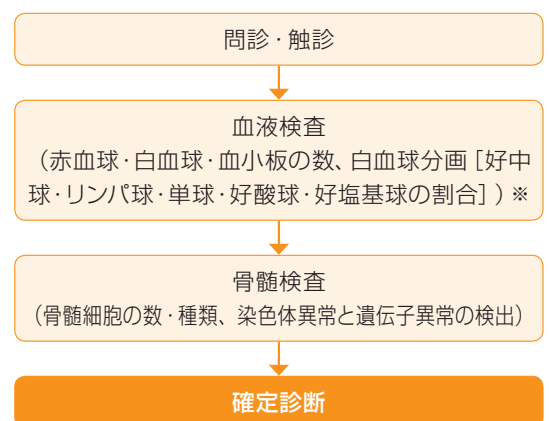 問診・触診
血液検査
（赤血球・白血球・血小板の数、白血球分画［好中
球・リンパ球・単球・好酸球・好塩基球の割合］）※
骨髄検査
（骨髄細胞の数・種類、染色体異常と遺伝子異常の検出）
確定診断